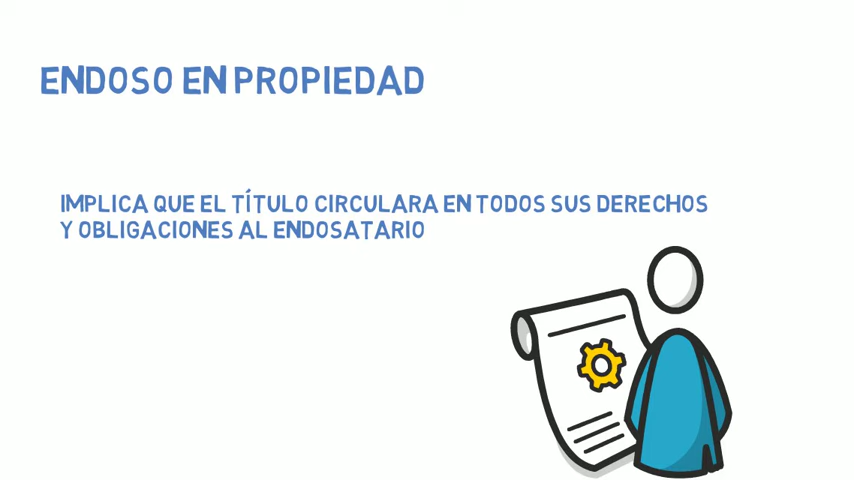 ENDOSO EN PROPIEDAD
IMPLICA QUE EL TÍTULO CIRCULARA EN TODOS SUS DERECHOS
Y OBLIGACIONES AL ENDOSATARIO